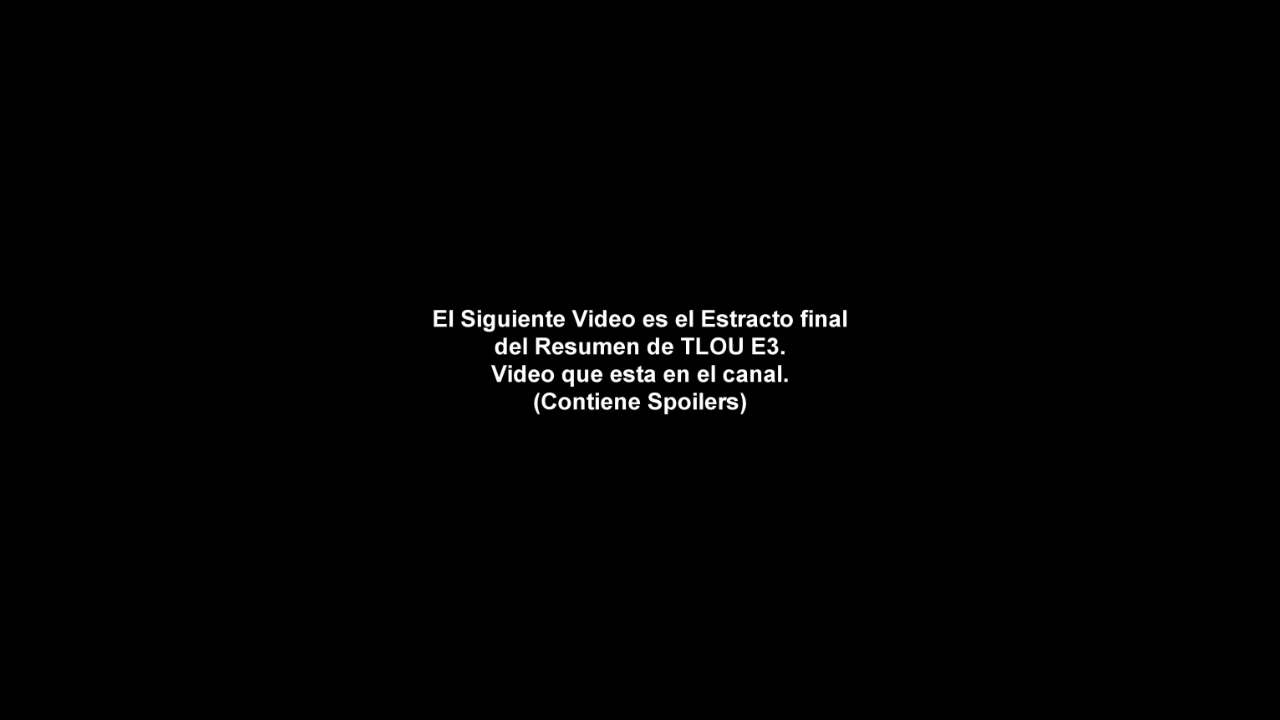 El Siguiente Video es el Estracto final
del Resumen de TLOU E3.
Video que esta en el canal.
(Contiene Spoilers)